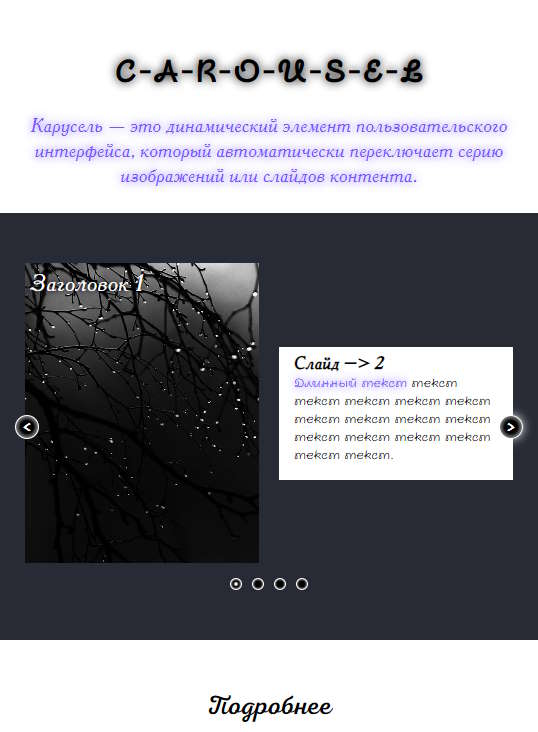 C-A-R-O-U-S-E-L
Карусель — это динамический элемент пользовательского
интерфейса, который автоматически переключает серию
изображений или слайдов контента.
Заголовок 1
Слайд —> 2
Длинный текст текст
текст текст текст текст
текст текст текст текст
текст текст текст текст
текст текст.
Подробнее